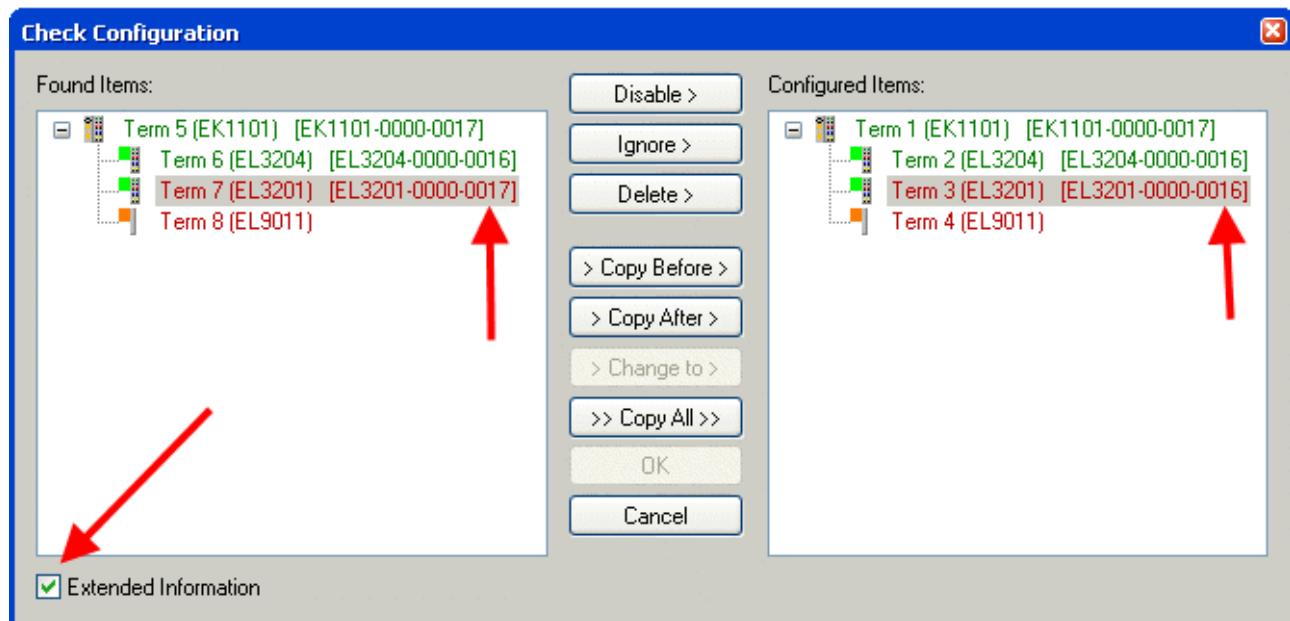 Check Configuration
Found Items:
Term 5 (EK1101) [EK1101-0000-0017]
Term 6 (EL3204) [EL3204-0000-0016]
Term 7 (EL3201) [EL3201-0000-0017]
Term 8 (EL9011)
Disable >
Ignore >
Delete >
> Copy Before >
> Copy After >
> Change to >
>> Copy All >>
OK
Cancel
Configured Items:
Term 1 (EK1101) [EK1101-0000-0017]
Term 2 (EL3204) [EL3204-0000-0016]
Term 3 (EL3201) [EL3201-0000-0016]
Term 4 (EL9011)
Extended Information